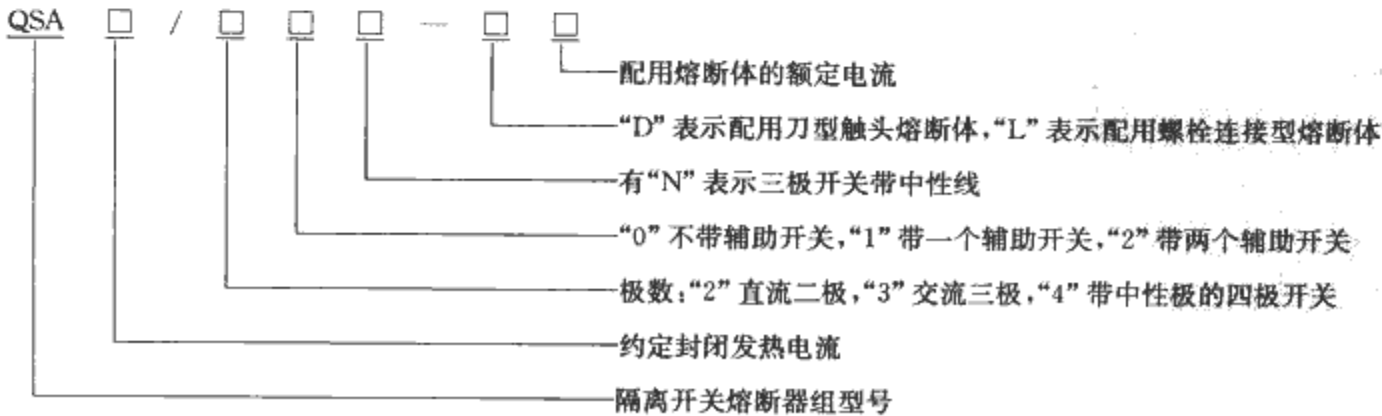 QSA □ / □ □ □ — □ □
配用熔断体的额定电流
“D”表示配用刀型触头熔断体,“L”表示配用螺栓连接型熔断体
有“N”表示三极开关带中性线
“0”不带辅助开关,“1”带一个辅助开关,“2”带两个辅助开关
极数:“2”直流二极,“3”交流三极,“4”带中性极的四极开关
约定封闭发热电流
隔离开关熔断器组型号